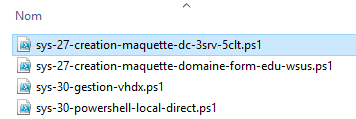 Nom
sys-27-creation-maquette-dc-3srv-5clt.ps1
sys-27-creation-maquette-domaine-form-edu-wsus.ps1
sys-30-gestion-vhdx.ps1
sys-30-powershell-local-direct.ps1